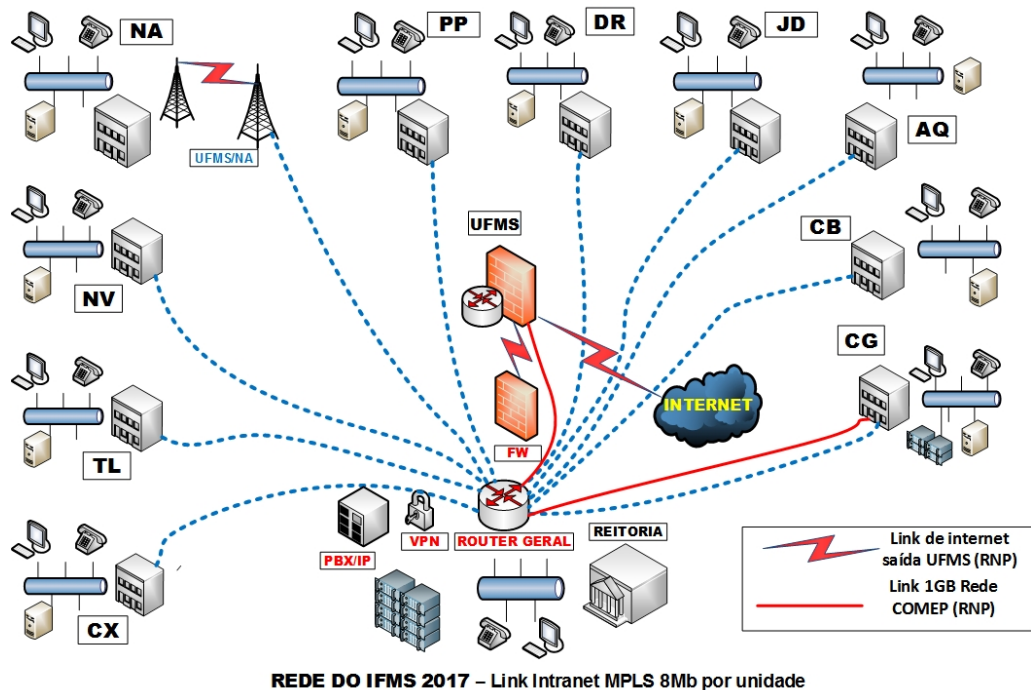 NA
PP
DR
JD
AQ
UFMS/NA
UFMS
CB
NV
CG
INTERNET
TL
FW
PBX/IP
VPN
ROUTER GERAL
REITORIA
CX
Link de internet
saída UFMS (RNP)
Link 1GB Rede
COMEP (RNP)
REDE DO IFMS 2017 – Link Intranet MPLS 8Mb por unidade